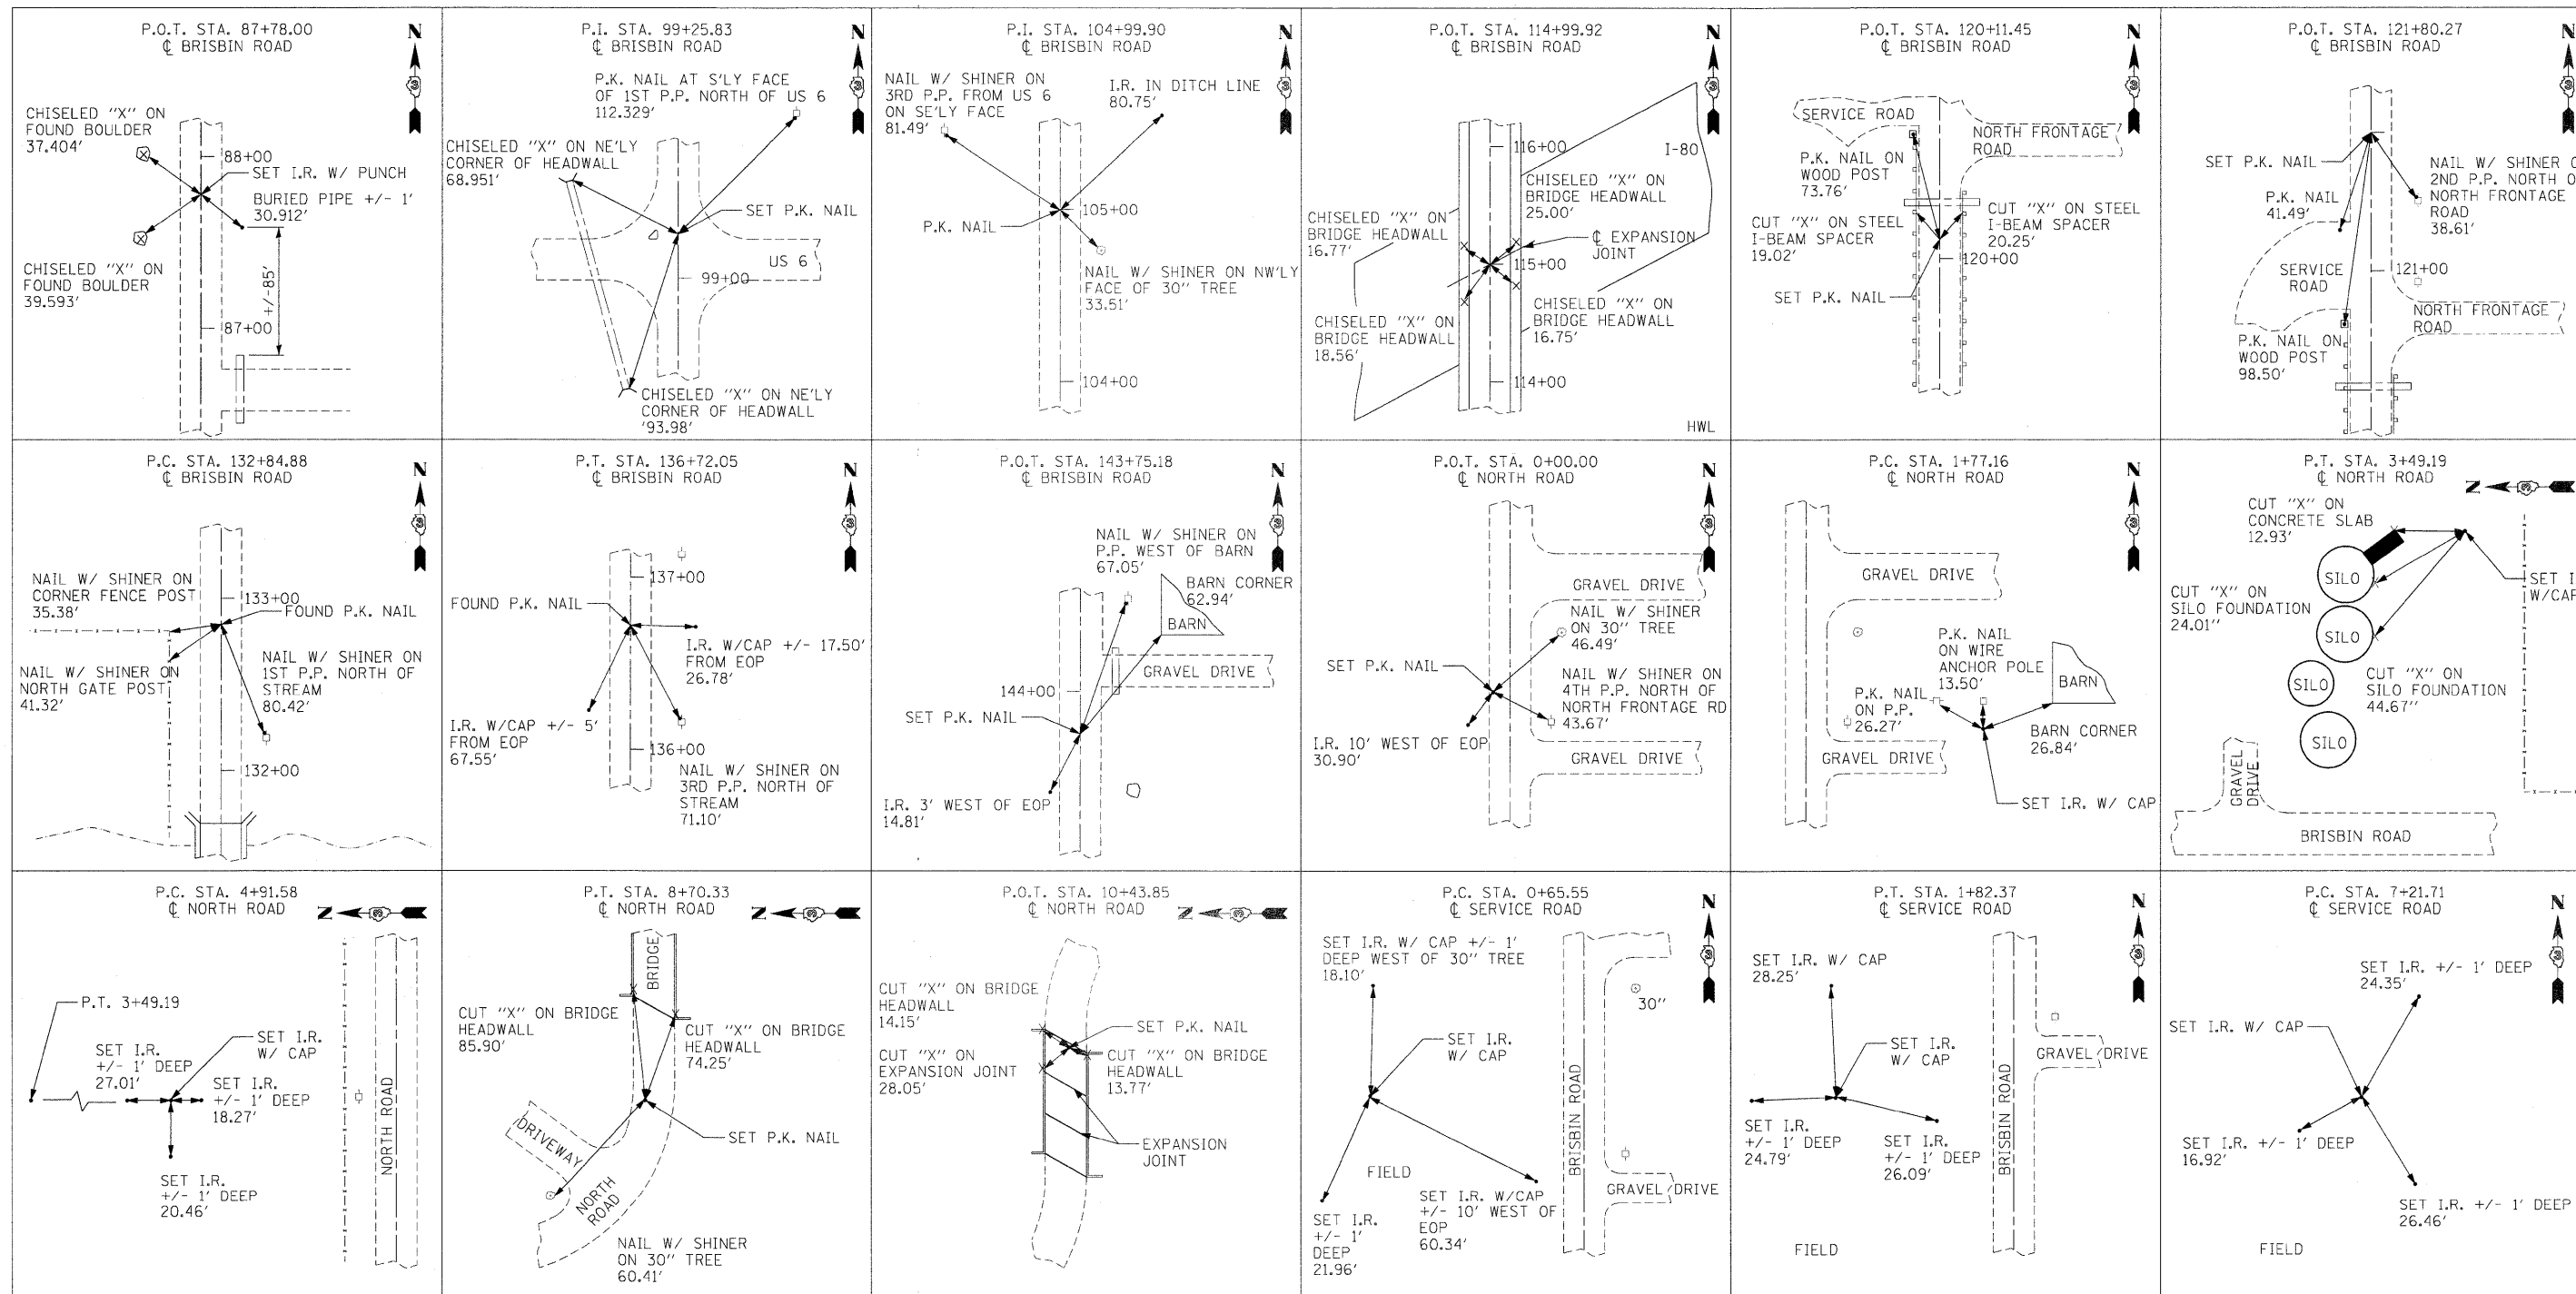 P.O.T. STA. 87+78.00
℄ BRISBIN ROAD
N
CHISELED "X" ON
FOUND BOULDER
37.404'
88+00
SET I.R. W/ PUNCH
BURIED PIPE +/- 1'
30.912'
CHISELED "X" ON
FOUND BOULDER
39.593'
+/-85'
87+00
P.I. STA. 99+25.83
℄ BRISBIN ROAD
N
P.K. NAIL AT S'LY FACE
OF 1ST P.P. NORTH OF US 6
112.329'
CHISELED "X" ON NE'LY
CORNER OF HEADWALL
68.951'
SET P.K. NAIL
US 6
99+00
CHISELED "X" ON NE'LY
CORNER OF HEADWALL
'93.98'
P.I. STA. 104+99.90
℄ BRISBIN ROAD
N
NAIL W/ SHINER ON
3RD P.P. FROM US 6
ON SE'LY FACE
81.49'
I.R. IN DITCH LINE
80.75'
105+00
P.K. NAIL
NAIL W/ SHINER ON NW'LY
FACE OF 30" TREE
33.51'
104+00
P.O.T. STA. 114+99.92
℄ BRISBIN ROAD
N
116+00
I-80
CHISELED "X" ON
BRIDGE HEADWALL
25.00'
CHISELED "X" ON
BRIDGE HEADWALL
16.77'
℄ EXPANSION
JOINT
115+00
CHISELED "X" ON
BRIDGE HEADWALL
16.75'
CHISELED "X" ON
BRIDGE HEADWALL
18.56'
114+00
HWL
P.O.T. STA. 120+11.45
℄ BRISBIN ROAD
N
SERVICE ROAD
NORTH FRONTAGE
ROAD
P.K. NAIL ON
WOOD POST
73.76'
CUT "X" ON STEEL
I-BEAM SPACER
20.25'
CUT "X" ON STEEL
I-BEAM SPACER
19.02'
120+00
SET P.K. NAIL
P.O.T. STA. 121+80.27
℄ BRISBIN ROAD
N
SET P.K. NAIL
NAIL W/ SHINER
2ND P.P. NORTH
NORTH FRONTAGE
ROAD
38.61'
P.K. NAIL
41.49'
SERVICE
ROAD
121+00
NORTH FRONTAGE
ROAD
P.K. NAIL ON
WOOD POST
98.50'
P.C. STA. 132+84.88
℄ BRISBIN ROAD
N
NAIL W/ SHINER ON
CORNER FENCE POST
35.38'
133+00
FOUND P.K. NAIL
NAIL W/ SHINER ON
NORTH GATE POST
41.32'
NAIL W/ SHINER ON
1ST P.P. NORTH OF
STREAM
80.42'
132+00
P.T. STA. 136+72.05
℄ BRISBIN ROAD
N
137+00
FOUND P.K. NAIL
I.R. W/CAP +/- 17.50'
FROM EOP
26.78'
I.R. W/CAP +/- 5'
FROM EOP
67.55'
136+00
NAIL W/ SHINER ON
3RD P.P. NORTH OF
STREAM
71.10'
P.O.T. STA. 143+75.18
℄ BRISBIN ROAD
N
NAIL W/ SHINER ON
P.P. WEST OF BARN
67.05'
BARN CORNER
62.94'
BARN
GRAVEL DRIVE
144+00
SET P.K. NAIL
I.R. 3' WEST OF EOP
14.81'
P.O.T. STA. 0+00.00
℄ NORTH ROAD
N
GRAVEL DRIVE
NAIL W/ SHINER
ON 30" TREE
46.49'
SET P.K. NAIL
NAIL W/ SHINER ON
4TH P.P. NORTH OF
NORTH FRONTAGE RD
43.67'
I.R. 10' WEST OF EOP
30.90'
GRAVEL DRIVE
P.C. STA. 1+77.16
℄ NORTH ROAD
N
GRAVEL DRIVE
P.K. NAIL
ON WIRE
ANCHOR POLE
13.50'
BARN
P.K. NAIL
ON P.P.
26.27'
BARN CORNER
26.84'
GRAVEL DRIVE
SET I.R. W/ CAP
P.T. STA. 3+49.19
℄ NORTH ROAD
N
CUT "X" ON
CONCRETE SLAB
12.93'
SILO
SET
W/CAP
CUT "X" ON
SILO FOUNDATION
24.01"
SILO
SILO
CUT "X" ON
SILO FOUNDATION
44.67"
SILO
GRAVEL
DRIVE
BRISBIN ROAD
P.C. STA. 4+91.58
℄ NORTH ROAD
N
P.T. 3+49.19
SET I.R.
W/ CAP
SET I.R.
+/- 1' DEEP
27.01'
SET I.R.
+/- 1' DEEP
18.27'
SET I.R.
+/- 1' DEEP
20.46'
NORTH ROAD
P.T. STA. 8+70.33
℄ NORTH ROAD
N
BRIDGE
CUT "X" ON BRIDGE
HEADWALL
85.90'
CUT "X" ON BRIDGE
HEADWALL
74.25'
DRIVEWAY
SET P.K. NAIL
NORTH
ROAD
NAIL W/ SHINER
ON 30" TREE
60.41'
P.O.T. STA. 10+43.85
℄ NORTH ROAD
N
CUT "X" ON BRIDGE
HEADWALL
14.15'
SET P.K. NAIL
CUT "X" ON
EXPANSION JOINT
28.05'
CUT "X" ON BRIDGE
HEADWALL
13.77'
EXPANSION
JOINT
P.C. STA. 0+65.55
℄ SERVICE ROAD
N
SET I.R. W/ CAP +/- 1'
DEEP WEST OF 30" TREE
18.10'
30"
SET I.R.
W/ CAP
BRISBIN ROAD
FIELD
GRAVEL DRIVE
SET I.R. W/CAP
+/- 10' WEST OF
EOP
60.34'
SET I.R.
+/- 1'
DEEP
21.96'
P.T. STA. 1+82.37
℄ SERVICE ROAD
N
SET I.R. W/ CAP
28.25'
SET I.R.
W/ CAP
GRAVEL DRIVE
BRISBIN ROAD
SET I.R.
+/- 1' DEEP
24.79'
SET I.R.
+/- 1' DEEP
26.09'
FIELD
P.C. STA. 7+21.71
℄ SERVICE ROAD
N
SET I.R. +/- 1' DEEP
24.35'
SET I.R. W/ CAP
SET I.R. +/- 1' DEEP
16.92'
SET I.R. +/- 1' DEEP
26.46'
FIELD